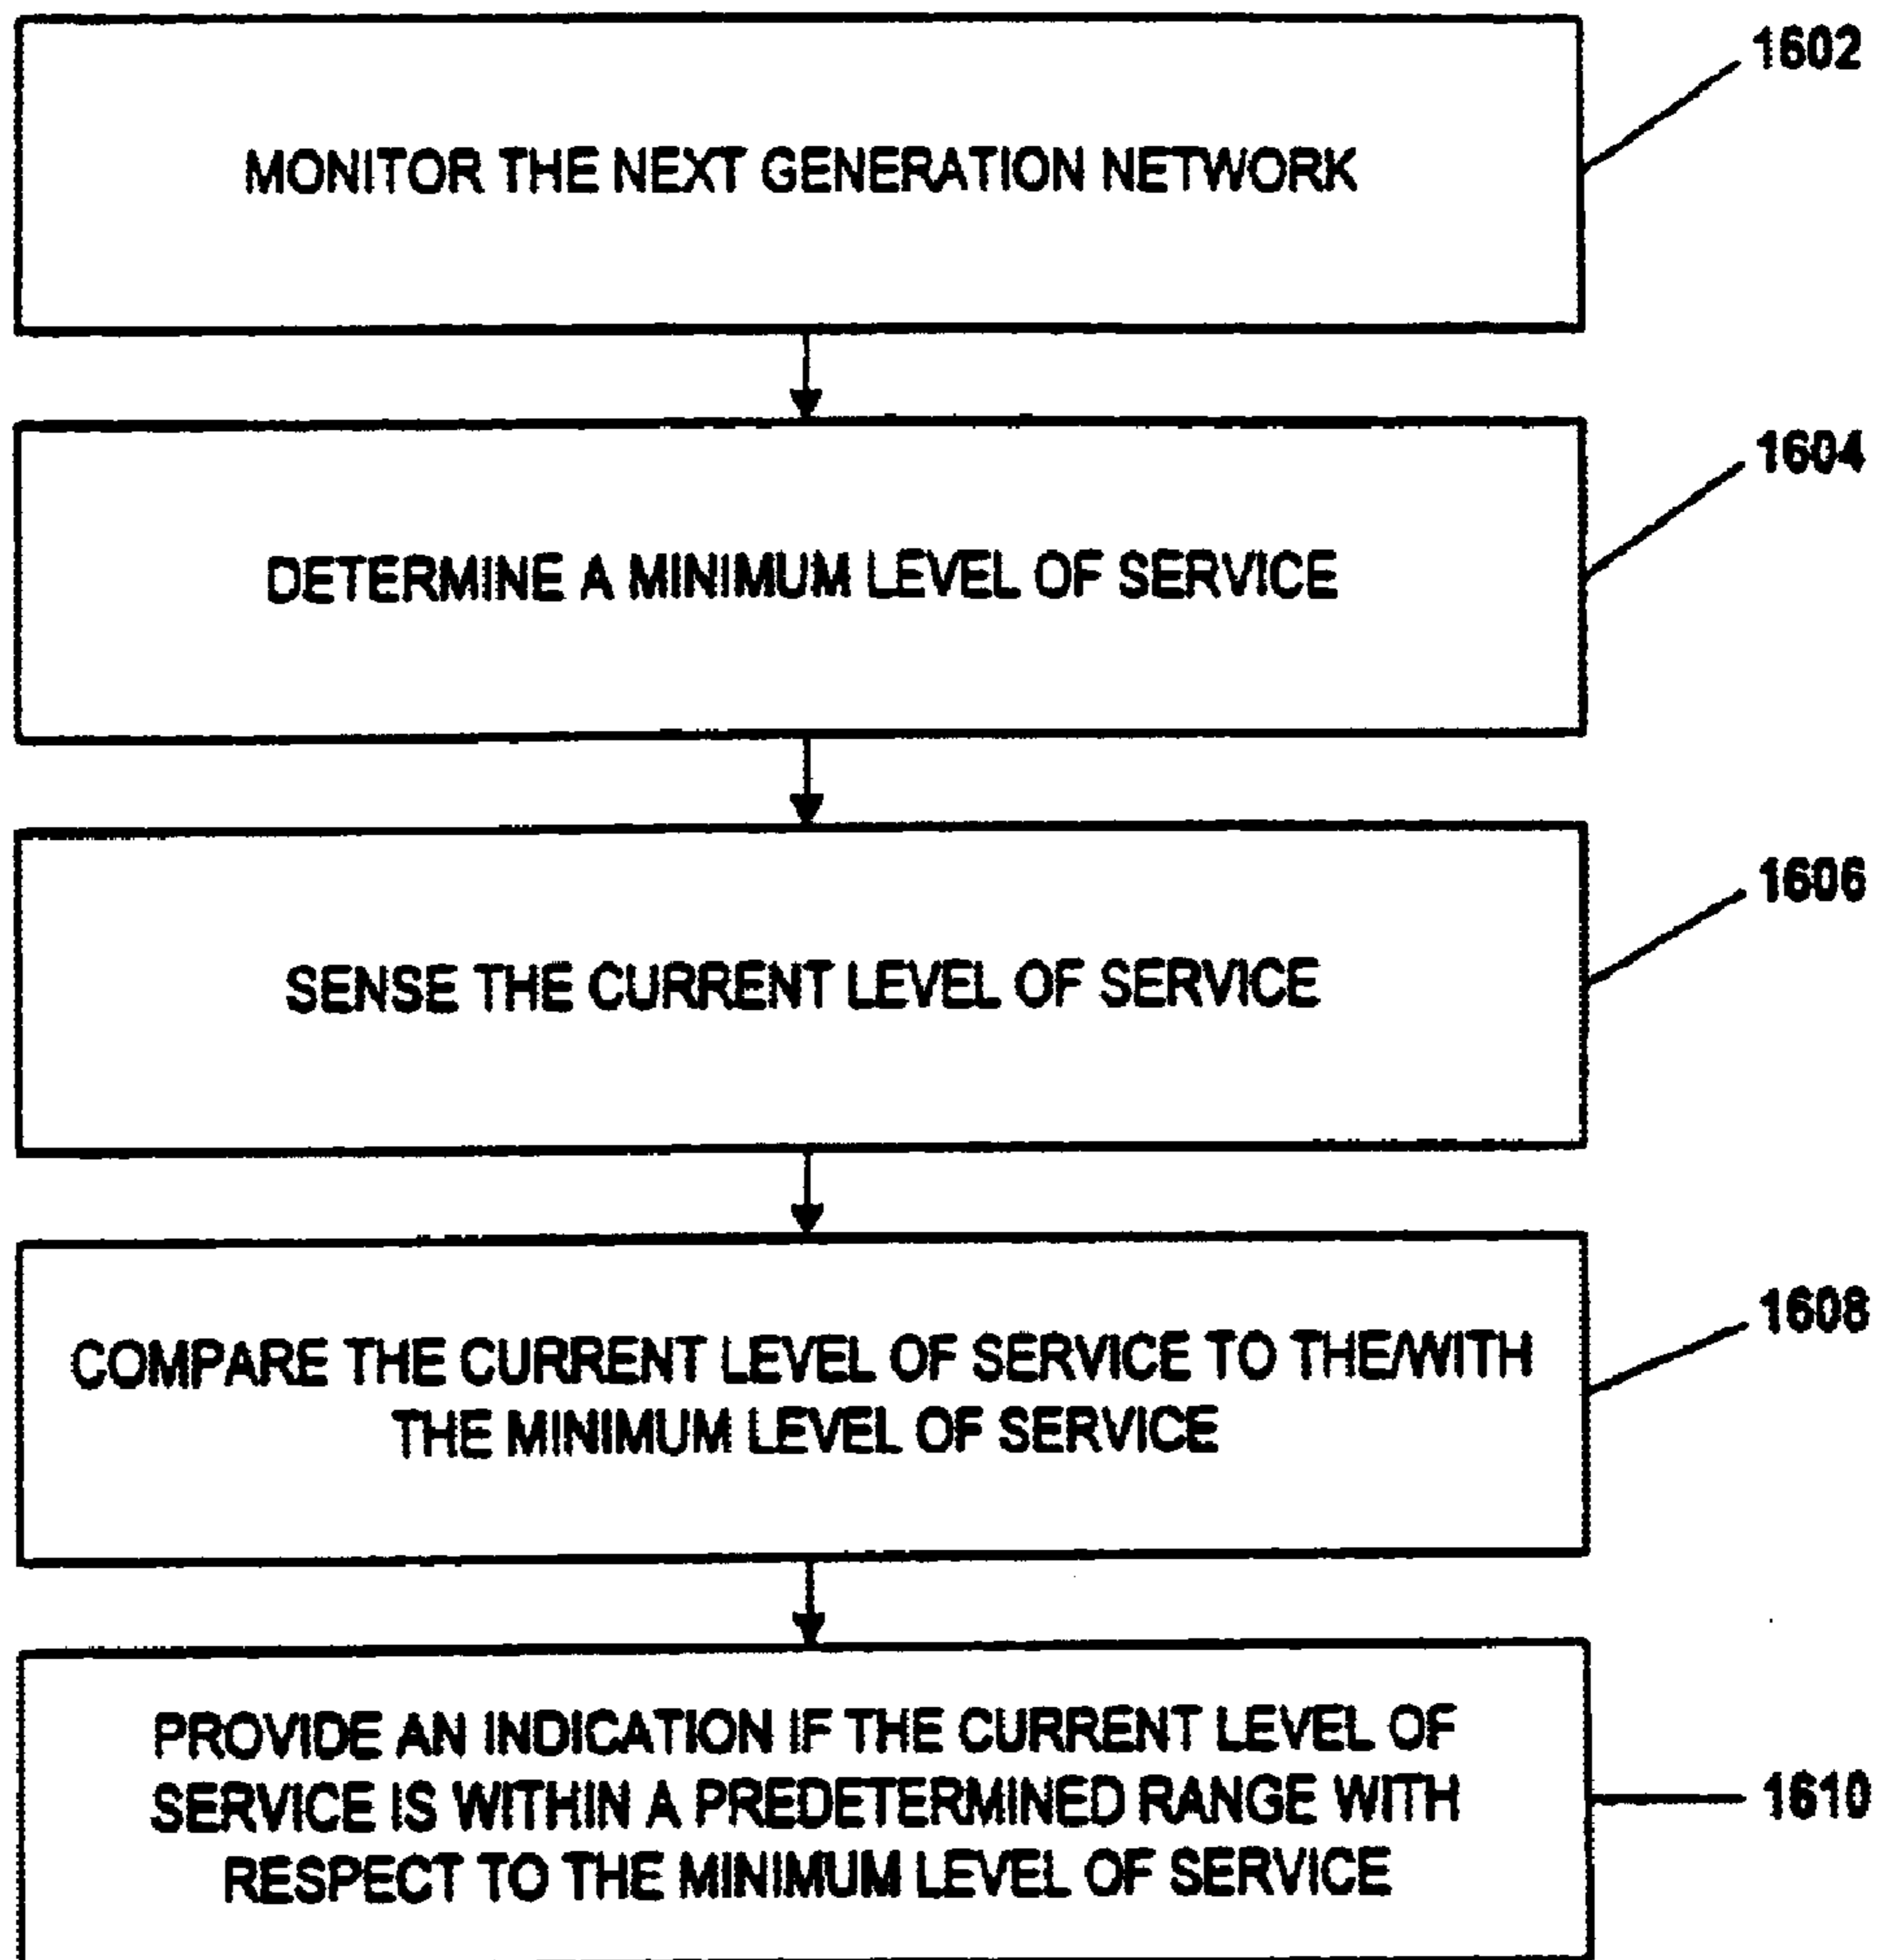 1602
MONITOR THE NEXT GENERATION NETWORK
1604
DETERMINE A MINIMUM LEVEL OF SERVICE
1606
SENSE THE CURRENT LEVEL OF SERVICE
1608
COMPARE THE CURRENT LEVEL OF SERVICE TO THE/WITH
THE MINIMUM LEVEL OF SERVICE
PROVIDE AN INDICATION IF THE CURRENT LEVEL OF
SERVICE IS WITHIN A PREDETERMINED RANGE WITH
RESPECT TO THE MINIMUM LEVEL OF SERVICE
1610